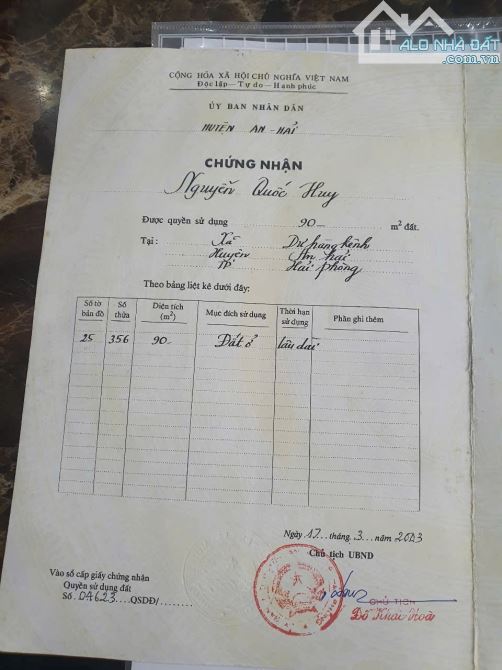 ALO NHÀ ĐẤT
.com.vn
CỘNG HÒA XÃ HỘI CHỦ NGHĨA VIỆT NAM
Độc lập — Tự do — Hạnh phúc
ỦY BAN NHÂN DÂN
HUYỆN AN-HẢI
CHỨNG NHẬN
Nguyễn Quốc Huy
Được quyền sử dụng 90 m² đất.
Tại: Xã Dư hàng kênh
Huyện An hải
TP Hải phòng
Theo bảng liệt kê dưới đây:
Số tờ bản đồ Số thửa Diện tích (m²) Mục đích sử dụng Thời hạn sử dụng Phần ghi thêm
25 356 90 Đất ở lâu dài
Ngày 17 tháng 3 năm 2003
Chủ tịch UBND
Vào sổ cấp giấy chứng nhận
Quyền sử dụng đất
Số 04623 QSDĐ/
CHỦ TỊCH
Đỗ Khắc Hoà